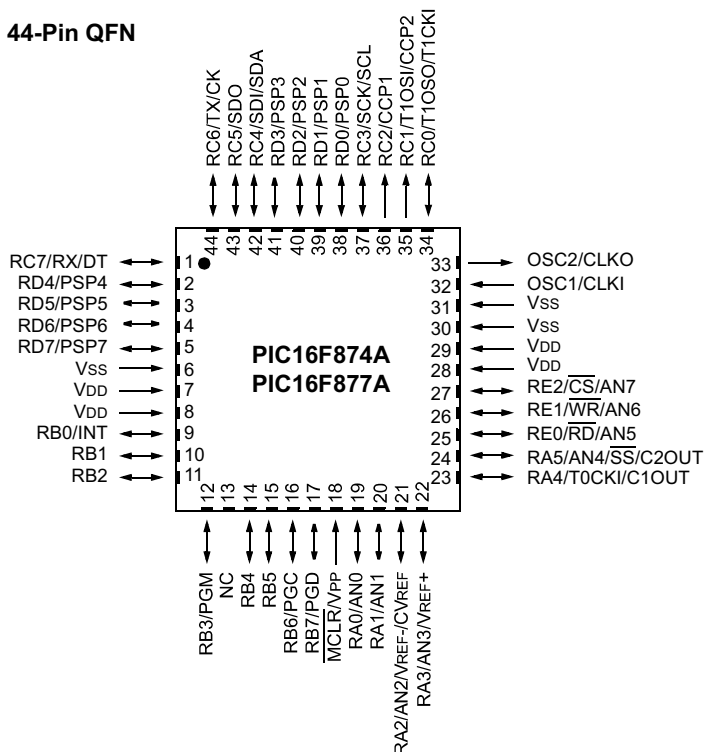 44-Pin QFN
RC6/TX/CK
RC5/SDO
RC4/SDI/SDA
RD3/PSP3
RD2/PSP2
RD1/PSP1
RD0/PSP0
RC3/SCK/SCL
RC2/CCP1
RC1/T1OSI/CCP2
RC0/T1OSO/T1CKI
44
43
42
41
40
39
38
37
36
35
34
RC7/RX/DT 1
RD4/PSP4 2
RD5/PSP5 3
RD6/PSP6 4
RD7/PSP7 5
VSS 6
VDD 7
VDD 8
RB0/INT 9
RB1 10
RB2 11
PIC16F874A
PIC16F877A
33 OSC2/CLKO
32 OSC1/CLKI
31 VSS
30 VSS
29 VDD
28 VDD
27 RE2/CS/AN7
26 RE1/WR/AN6
25 RE0/RD/AN5
24 RA5/AN4/SS/C2OUT
23 RA4/T0CKI/C1OUT
12
13
14
15
16
17
18
19
20
21
22
RB3/PGM
NC
RB4
RB5
RB6/PGC
RB7/PGD
MCLR/VPP
RA0/AN0
RA1/AN1
RA2/AN2/VREF-/CVREF
RA3/AN3/VREF+